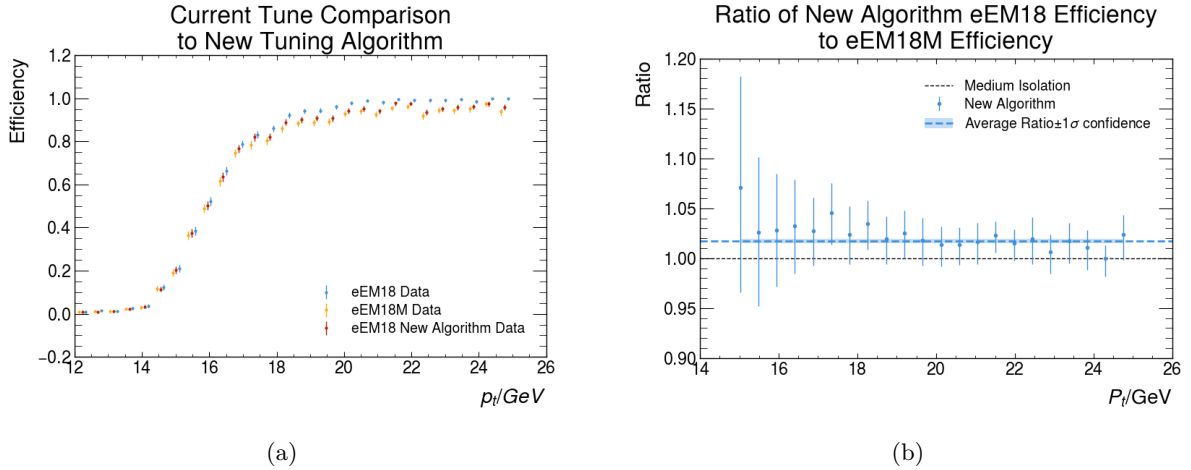 Current Tune Comparison
to New Tuning Algorithm
Efficiency
1.2
1.0
0.8
0.6
0.4
0.2
0.0
−0.2
12
14
16
18
20
22
24
26
eEM18 Data
eEM18M Data
eEM18 New Algorithm Data
p_t/GeV
(a)
Ratio of New Algorithm eEM18 Efficiency
to eEM18M Efficiency
Ratio
1.20
1.15
1.10
1.05
1.00
0.95
0.90
14
16
18
20
22
24
26
Medium Isolation
New Algorithm
Average Ratio±1σ confidence
P_t/GeV
(b)